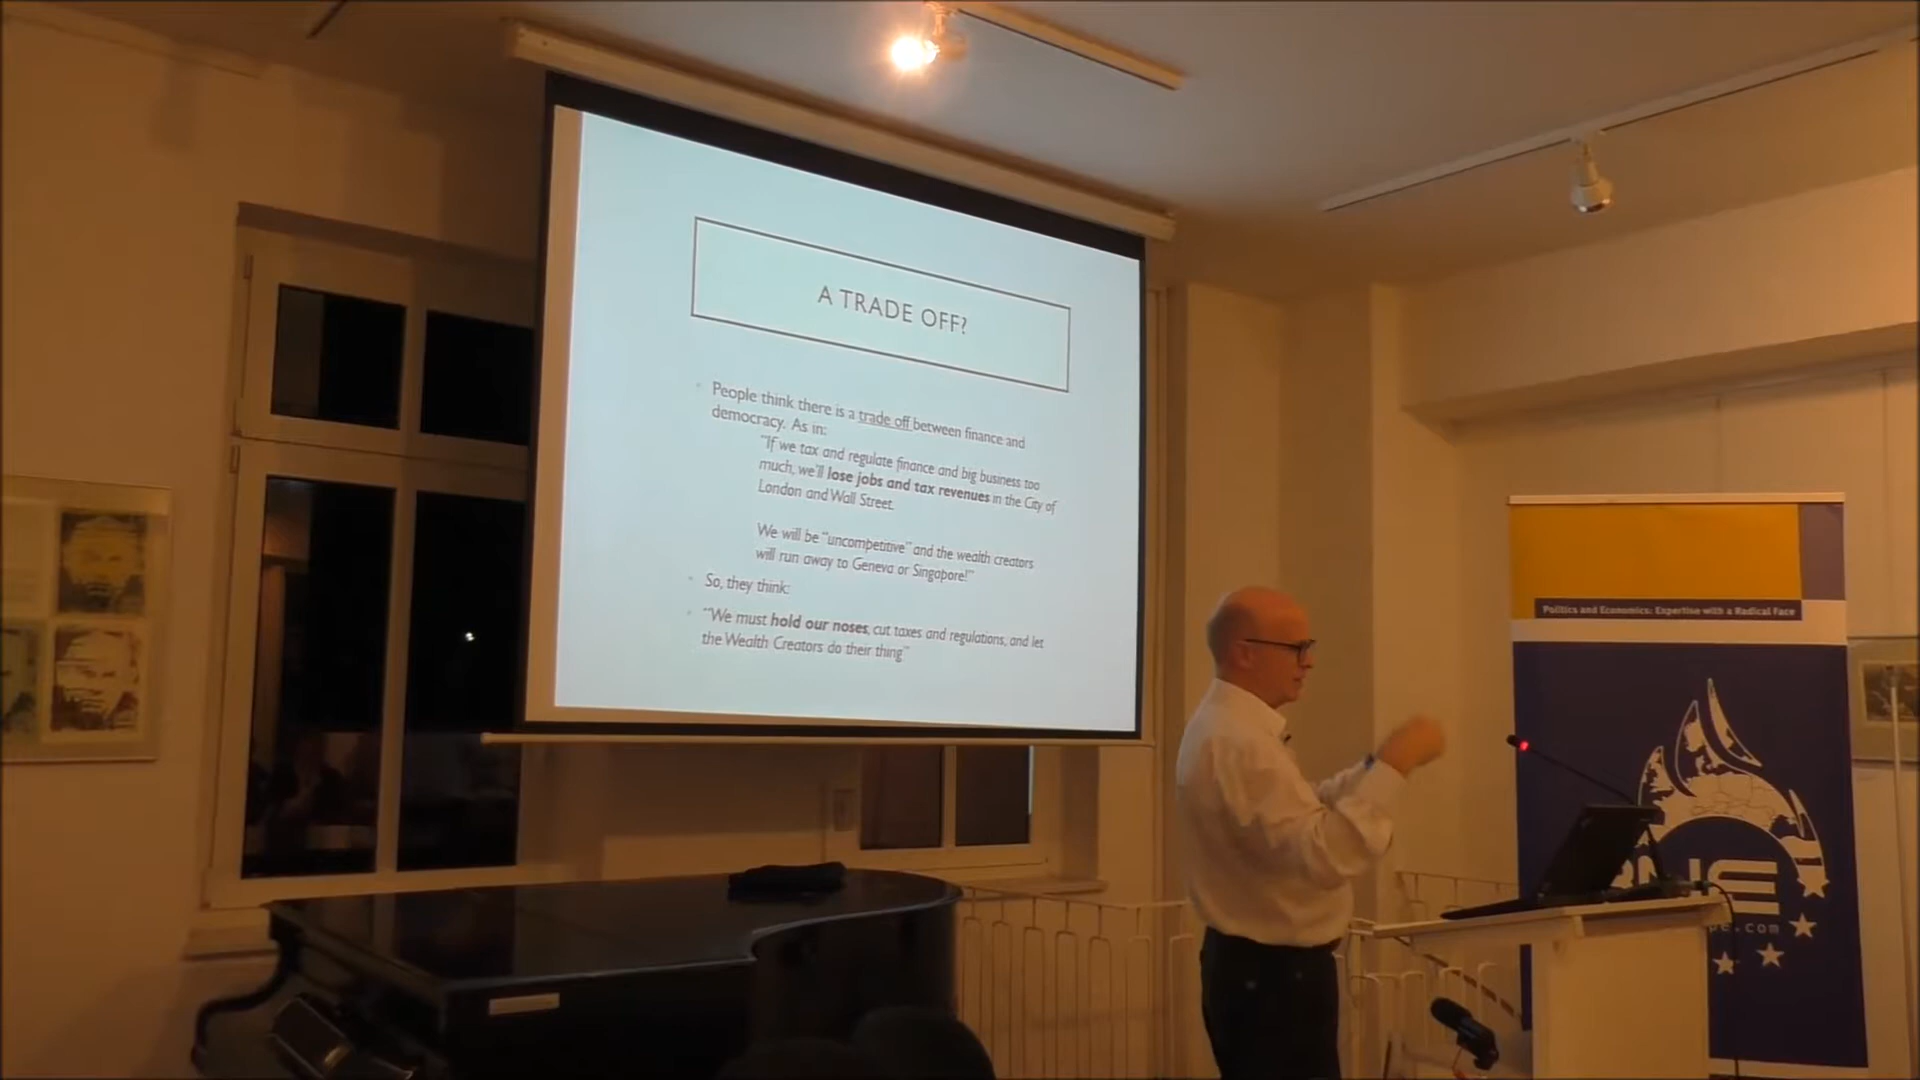 A TRADE OFF?
People think there is a trade off between finance and
democracy. As in:
"If we tax and regulate finance and big business too
much, we'll lose jobs and tax revenues in the City of
London and Wall Street.
We will be "uncompetitive" and the wealth creators
will run away to Geneva or Singapore!"
So, they think:
"We must hold our noses, cut taxes and regulations, and let
the Wealth Creators do their thing"
Politics and Economics: Expertise with a Radical Face